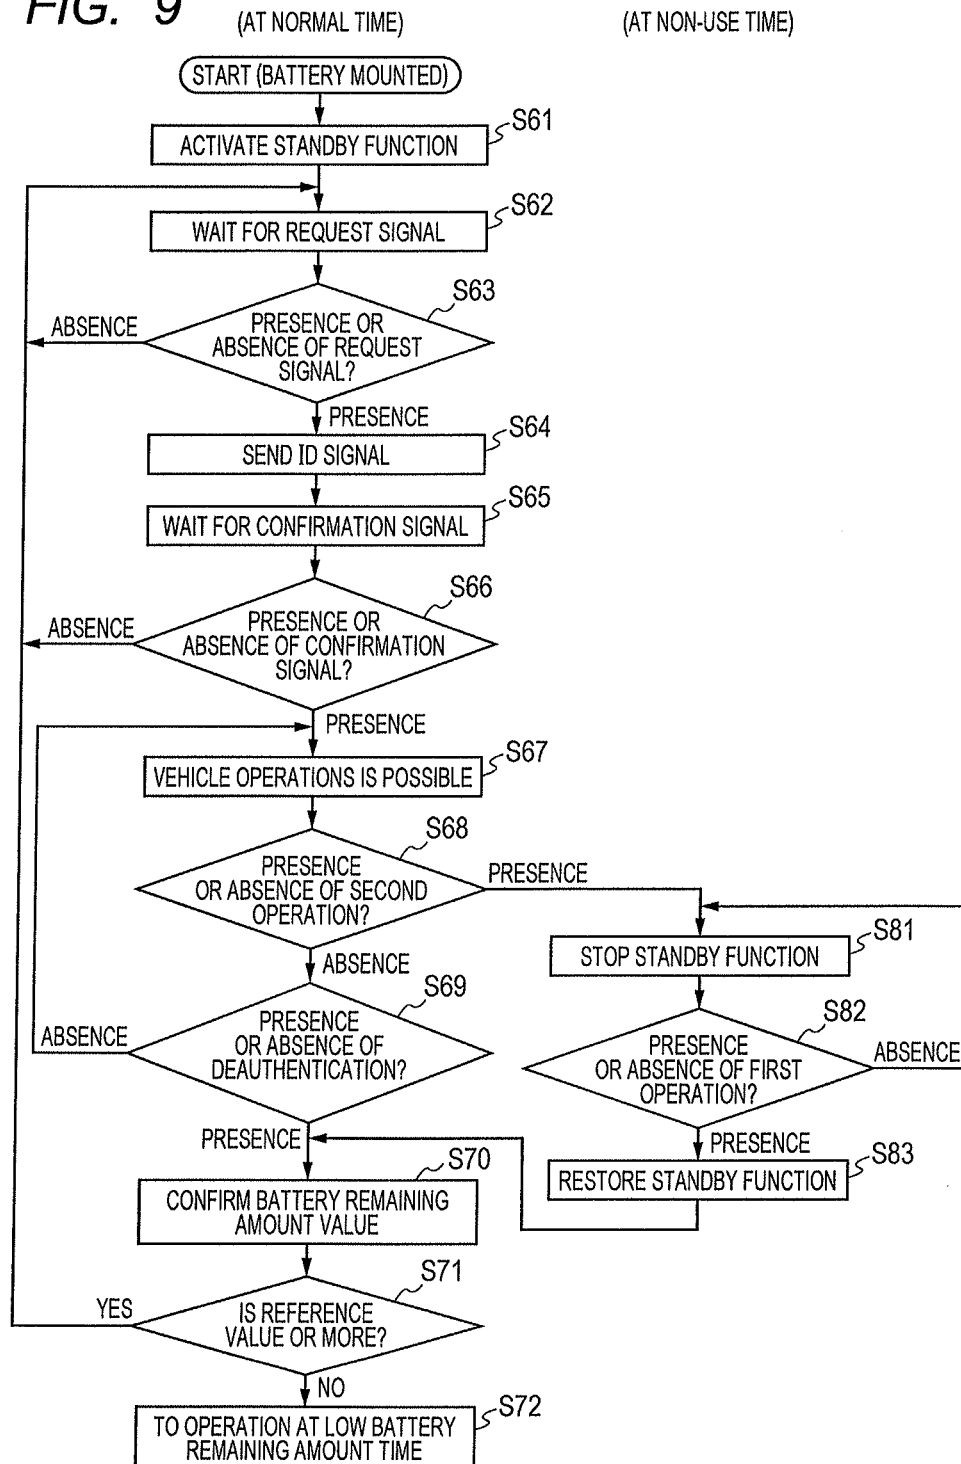 FIG. 9
(AT NORMAL TIME)
(AT NON-USE TIME)
START (BATTERY MOUNTED)
S61
ACTIVATE STANDBY FUNCTION
S62
WAIT FOR REQUEST SIGNAL
S63
PRESENCE OR
ABSENCE OF REQUEST
SIGNAL?
ABSENCE
PRESENCE
S64
SEND ID SIGNAL
S65
WAIT FOR CONFIRMATION SIGNAL
S66
PRESENCE OR
ABSENCE OF CONFIRMATION
SIGNAL?
ABSENCE
PRESENCE
S67
VEHICLE OPERATIONS IS POSSIBLE
S68
PRESENCE
OR ABSENCE OF SECOND
OPERATION?
PRESENCE
ABSENCE
S69
PRESENCE
OR ABSENCE OF
DEAUTHENTICATION?
ABSENCE
PRESENCE
S81
STOP STANDBY FUNCTION
S82
PRESENCE
OR ABSENCE OF FIRST
OPERATION?
ABSENCE
PRESENCE
S83
RESTORE STANDBY FUNCTION
S70
CONFIRM BATTERY REMAINING
AMOUNT VALUE
S71
IS REFERENCE
VALUE OR MORE?
YES
NO
S72
TO OPERATION AT LOW BATTERY
REMAINING AMOUNT TIME